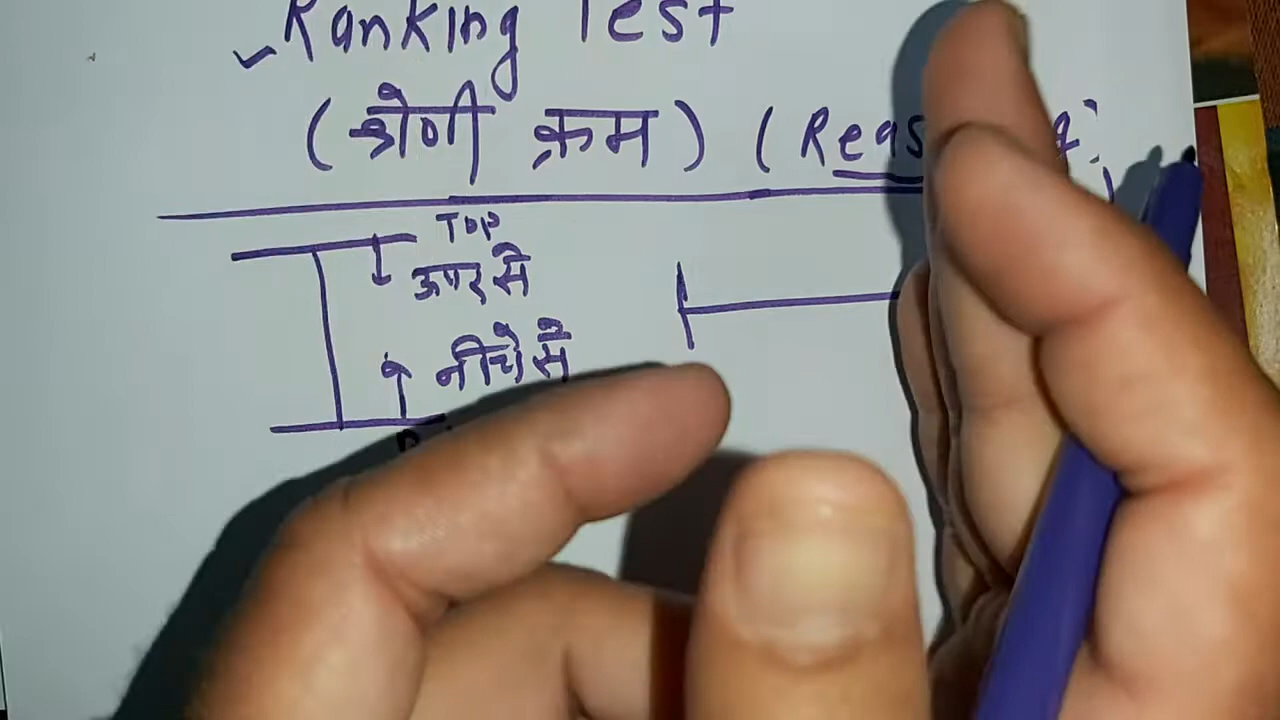 Ranking Test
(श्रेणी क्रम) (Reas
TOP
ऊपर से
नीचे से